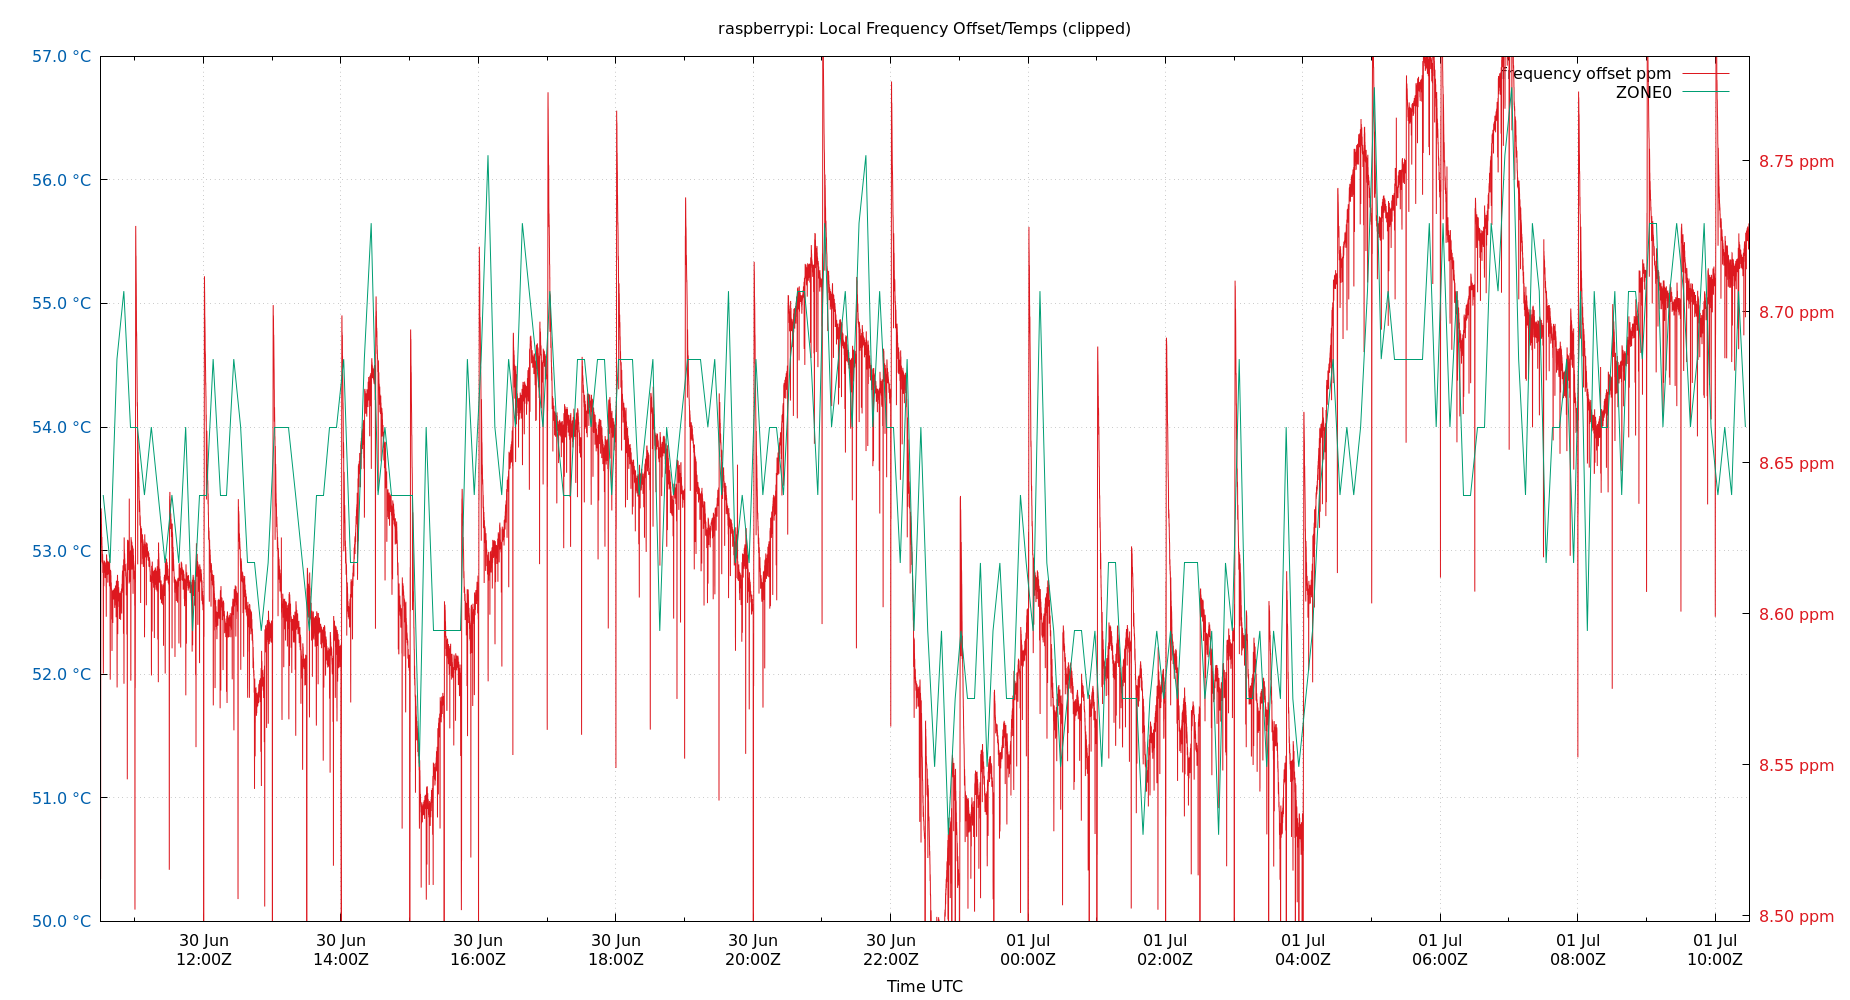 raspberrypi: Local Frequency Offset/Temps (clipped)
57.0 °C
56.0 °C
55.0 °C
54.0 °C
53.0 °C
52.0 °C
51.0 °C
50.0 °C
frequency offset ppm
ZONE0
8.75 ppm
8.70 ppm
8.65 ppm
8.60 ppm
8.55 ppm
8.50 ppm
30 Jun
12:00Z
30 Jun
14:00Z
30 Jun
16:00Z
30 Jun
18:00Z
30 Jun
20:00Z
30 Jun
22:00Z
01 Jul
00:00Z
01 Jul
02:00Z
01 Jul
04:00Z
01 Jul
06:00Z
01 Jul
08:00Z
01 Jul
10:00Z
Time UTC